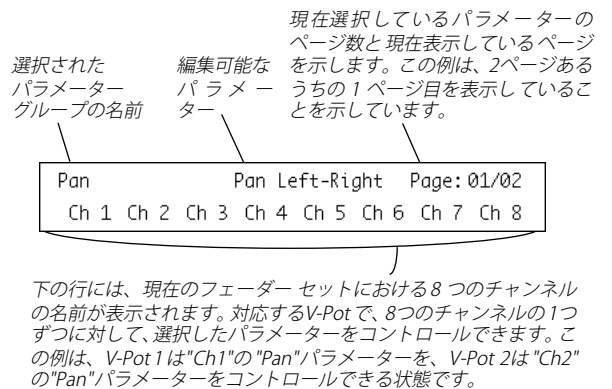 現在選択しているパラメーターの
ページ数と現在表示しているページ
を示します。この例は、2ページある
うちの 1 ページ目を表示しているこ
とを示しています。
選択された
パラメーター
グループの名前
編集可能な
パラメー
ター
Pan Pan Left-Right Page: 01/02
Ch 1 Ch 2 Ch 3 Ch 4 Ch 5 Ch 6 Ch 7 Ch 8
下の行には、現在のフェーダー セットにおける 8 つのチャンネル
の名前が表示されます。対応するV-Potで、8つのチャンネルの 1つ
ずつに対して、選択したパラメーターをコントロールできます。こ
の例は、V-Pot 1 は"Ch1"の "Pan"パラメーターを、V-Pot 2は "Ch2"
の"Pan"パラメーターをコントロールできる状態です。